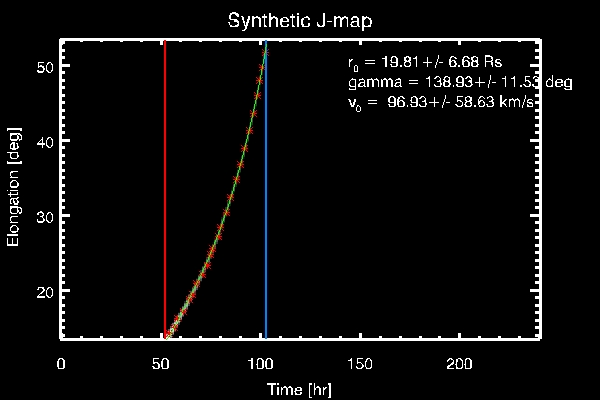 Synthetic J-map
r0 = 19.81+/- 6.68 Rs
gamma = 138.93+/- 11.53 deg
v0 = 96.93+/- 58.63 km/s
Elongation [deg]
50
40
30
20
0 50 100 150 200
Time [hr]